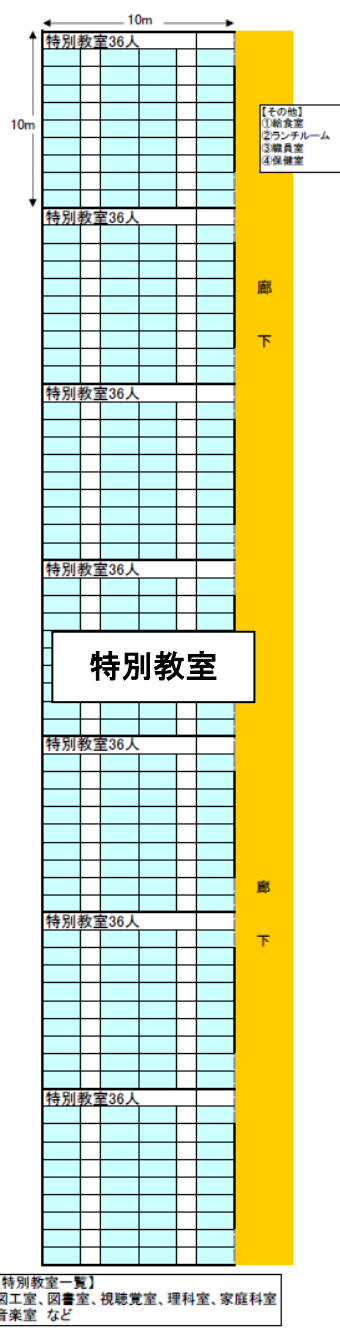 10m
特別教室36人
10m
【その他】
①給食室
②ランチルーム
③職員室
④保健室
特別教室36人
廊
下
特別教室36人
特別教室36人
特別教室
特別教室36人
廊
下
特別教室36人
特別教室36人
特別教室一覧】
図工室、図書室、視聴覚室、理科室、家庭科室
音楽室 など